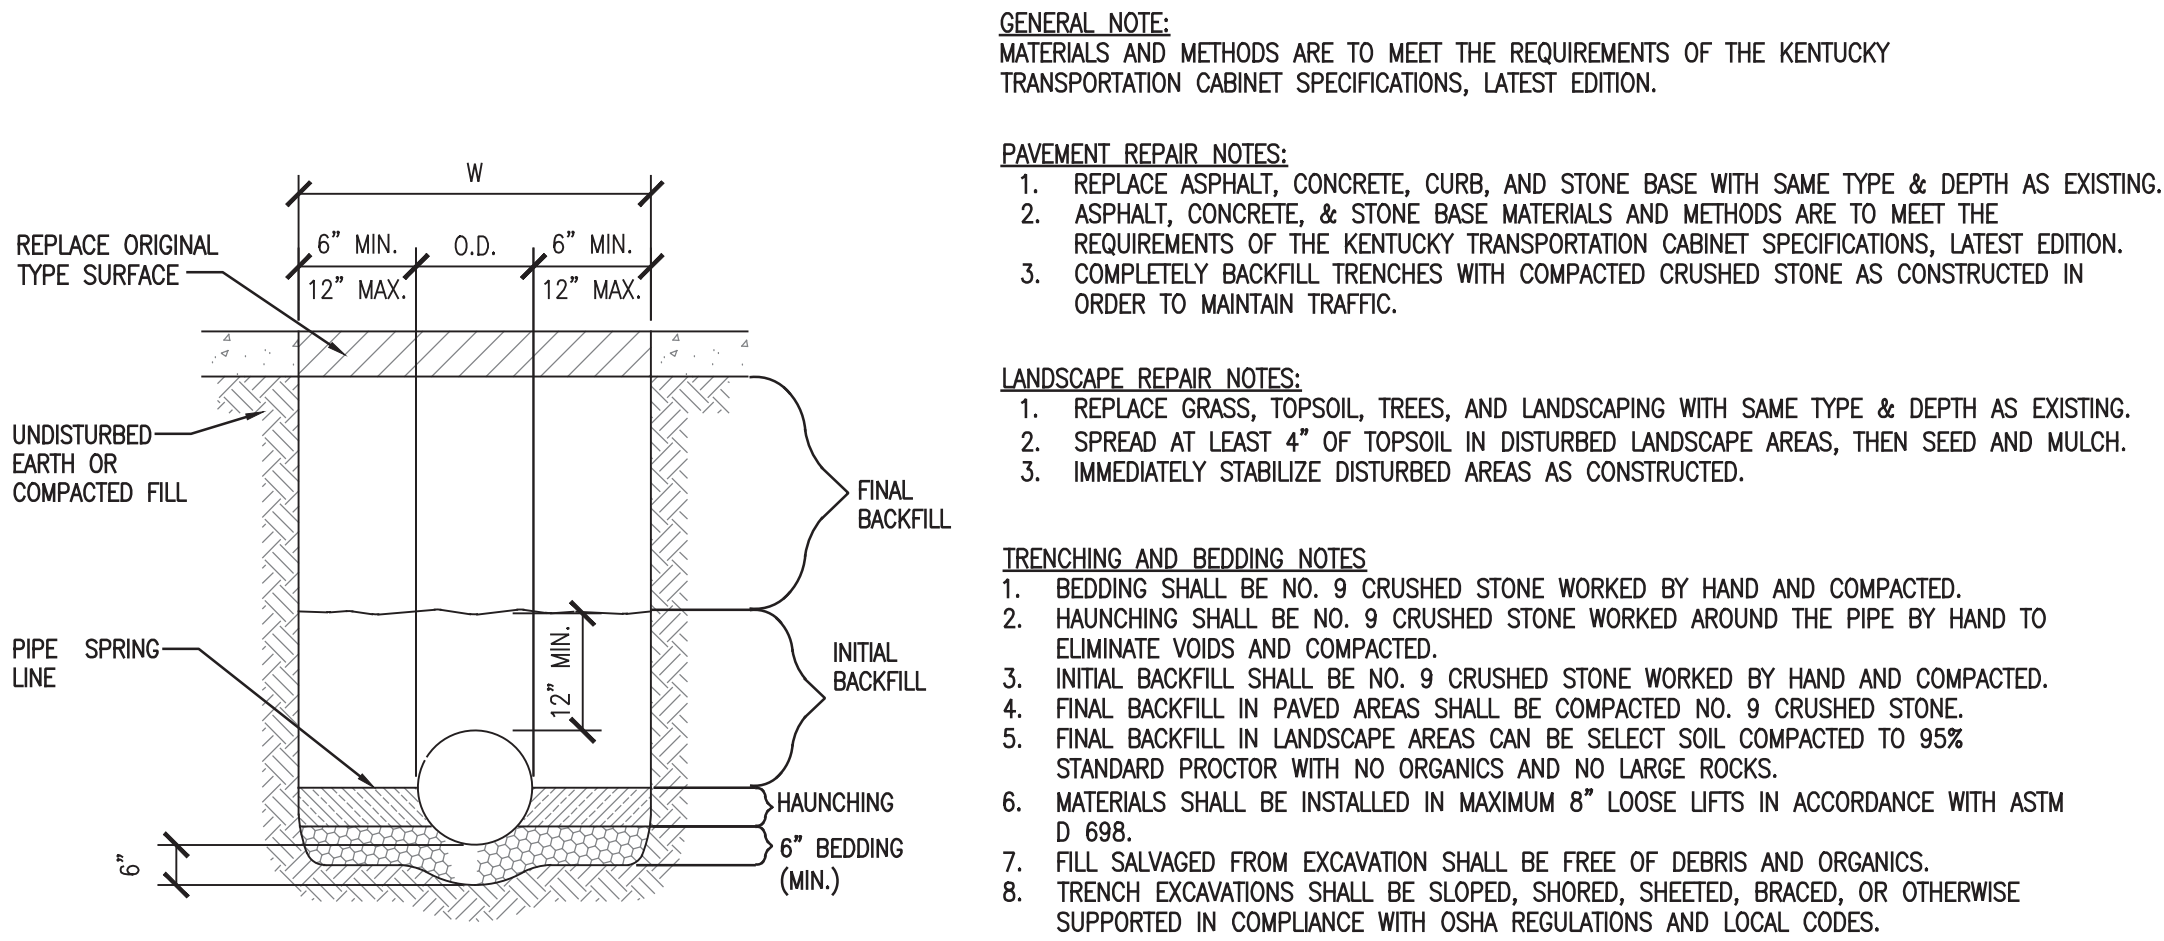 W
6” MIN.
O.D.
6” MIN.
12” MAX.
12” MAX.
REPLACE ORIGINAL
TYPE SURFACE
UNDISTURBED
EARTH OR
COMPACTED FILL
FINAL
BACKFILL
PIPE SPRING
LINE
12” MIN.
INITIAL
BACKFILL
HAUNCHING
6” BEDDING
(MIN.)
6”
GENERAL NOTE:
MATERIALS AND METHODS ARE TO MEET THE REQUIREMENTS OF THE KENTUCKY
TRANSPORTATION CABINET SPECIFICATIONS, LATEST EDITION.
PAVEMENT REPAIR NOTES:
1. REPLACE ASPHALT, CONCRETE, CURB, AND STONE BASE WITH SAME TYPE & DEPTH AS EXISTING.
2. ASPHALT, CONCRETE, & STONE BASE MATERIALS AND METHODS ARE TO MEET THE
REQUIREMENTS OF THE KENTUCKY TRANSPORTATION CABINET SPECIFICATIONS, LATEST EDITION.
3. COMPLETELY BACKFILL TRENCHES WITH COMPACTED CRUSHED STONE AS CONSTRUCTED IN
ORDER TO MAINTAIN TRAFFIC.
LANDSCAPE REPAIR NOTES:
1. REPLACE GRASS, TOPSOIL, TREES, AND LANDSCAPING WITH SAME TYPE & DEPTH AS EXISTING.
2. SPREAD AT LEAST 4” OF TOPSOIL IN DISTURBED LANDSCAPE AREAS, THEN SEED AND MULCH.
3. IMMEDIATELY STABILIZE DISTURBED AREAS AS CONSTRUCTED.
TRENCHING AND BEDDING NOTES
1. BEDDING SHALL BE NO. 9 CRUSHED STONE WORKED BY HAND AND COMPACTED.
2. HAUNCHING SHALL BE NO. 9 CRUSHED STONE WORKED AROUND THE PIPE BY HAND TO
ELIMINATE VOIDS AND COMPACTED.
3. INITIAL BACKFILL SHALL BE NO. 9 CRUSHED STONE WORKED BY HAND AND COMPACTED.
4. FINAL BACKFILL IN PAVED AREAS SHALL BE COMPACTED NO. 9 CRUSHED STONE.
5. FINAL BACKFILL IN LANDSCAPE AREAS CAN BE SELECT SOIL COMPACTED TO 95%
STANDARD PROCTOR WITH NO ORGANICS AND NO LARGE ROCKS.
6. MATERIALS SHALL BE INSTALLED IN MAXIMUM 8” LOOSE LIFTS IN ACCORDANCE WITH ASTM
D 698.
7. FILL SALVAGED FROM EXCAVATION SHALL BE FREE OF DEBRIS AND ORGANICS.
8. TRENCH EXCAVATIONS SHALL BE SLOPED, SHORED, SHEETED, BRACED, OR OTHERWISE
SUPPORTED IN COMPLIANCE WITH OSHA REGULATIONS AND LOCAL CODES.